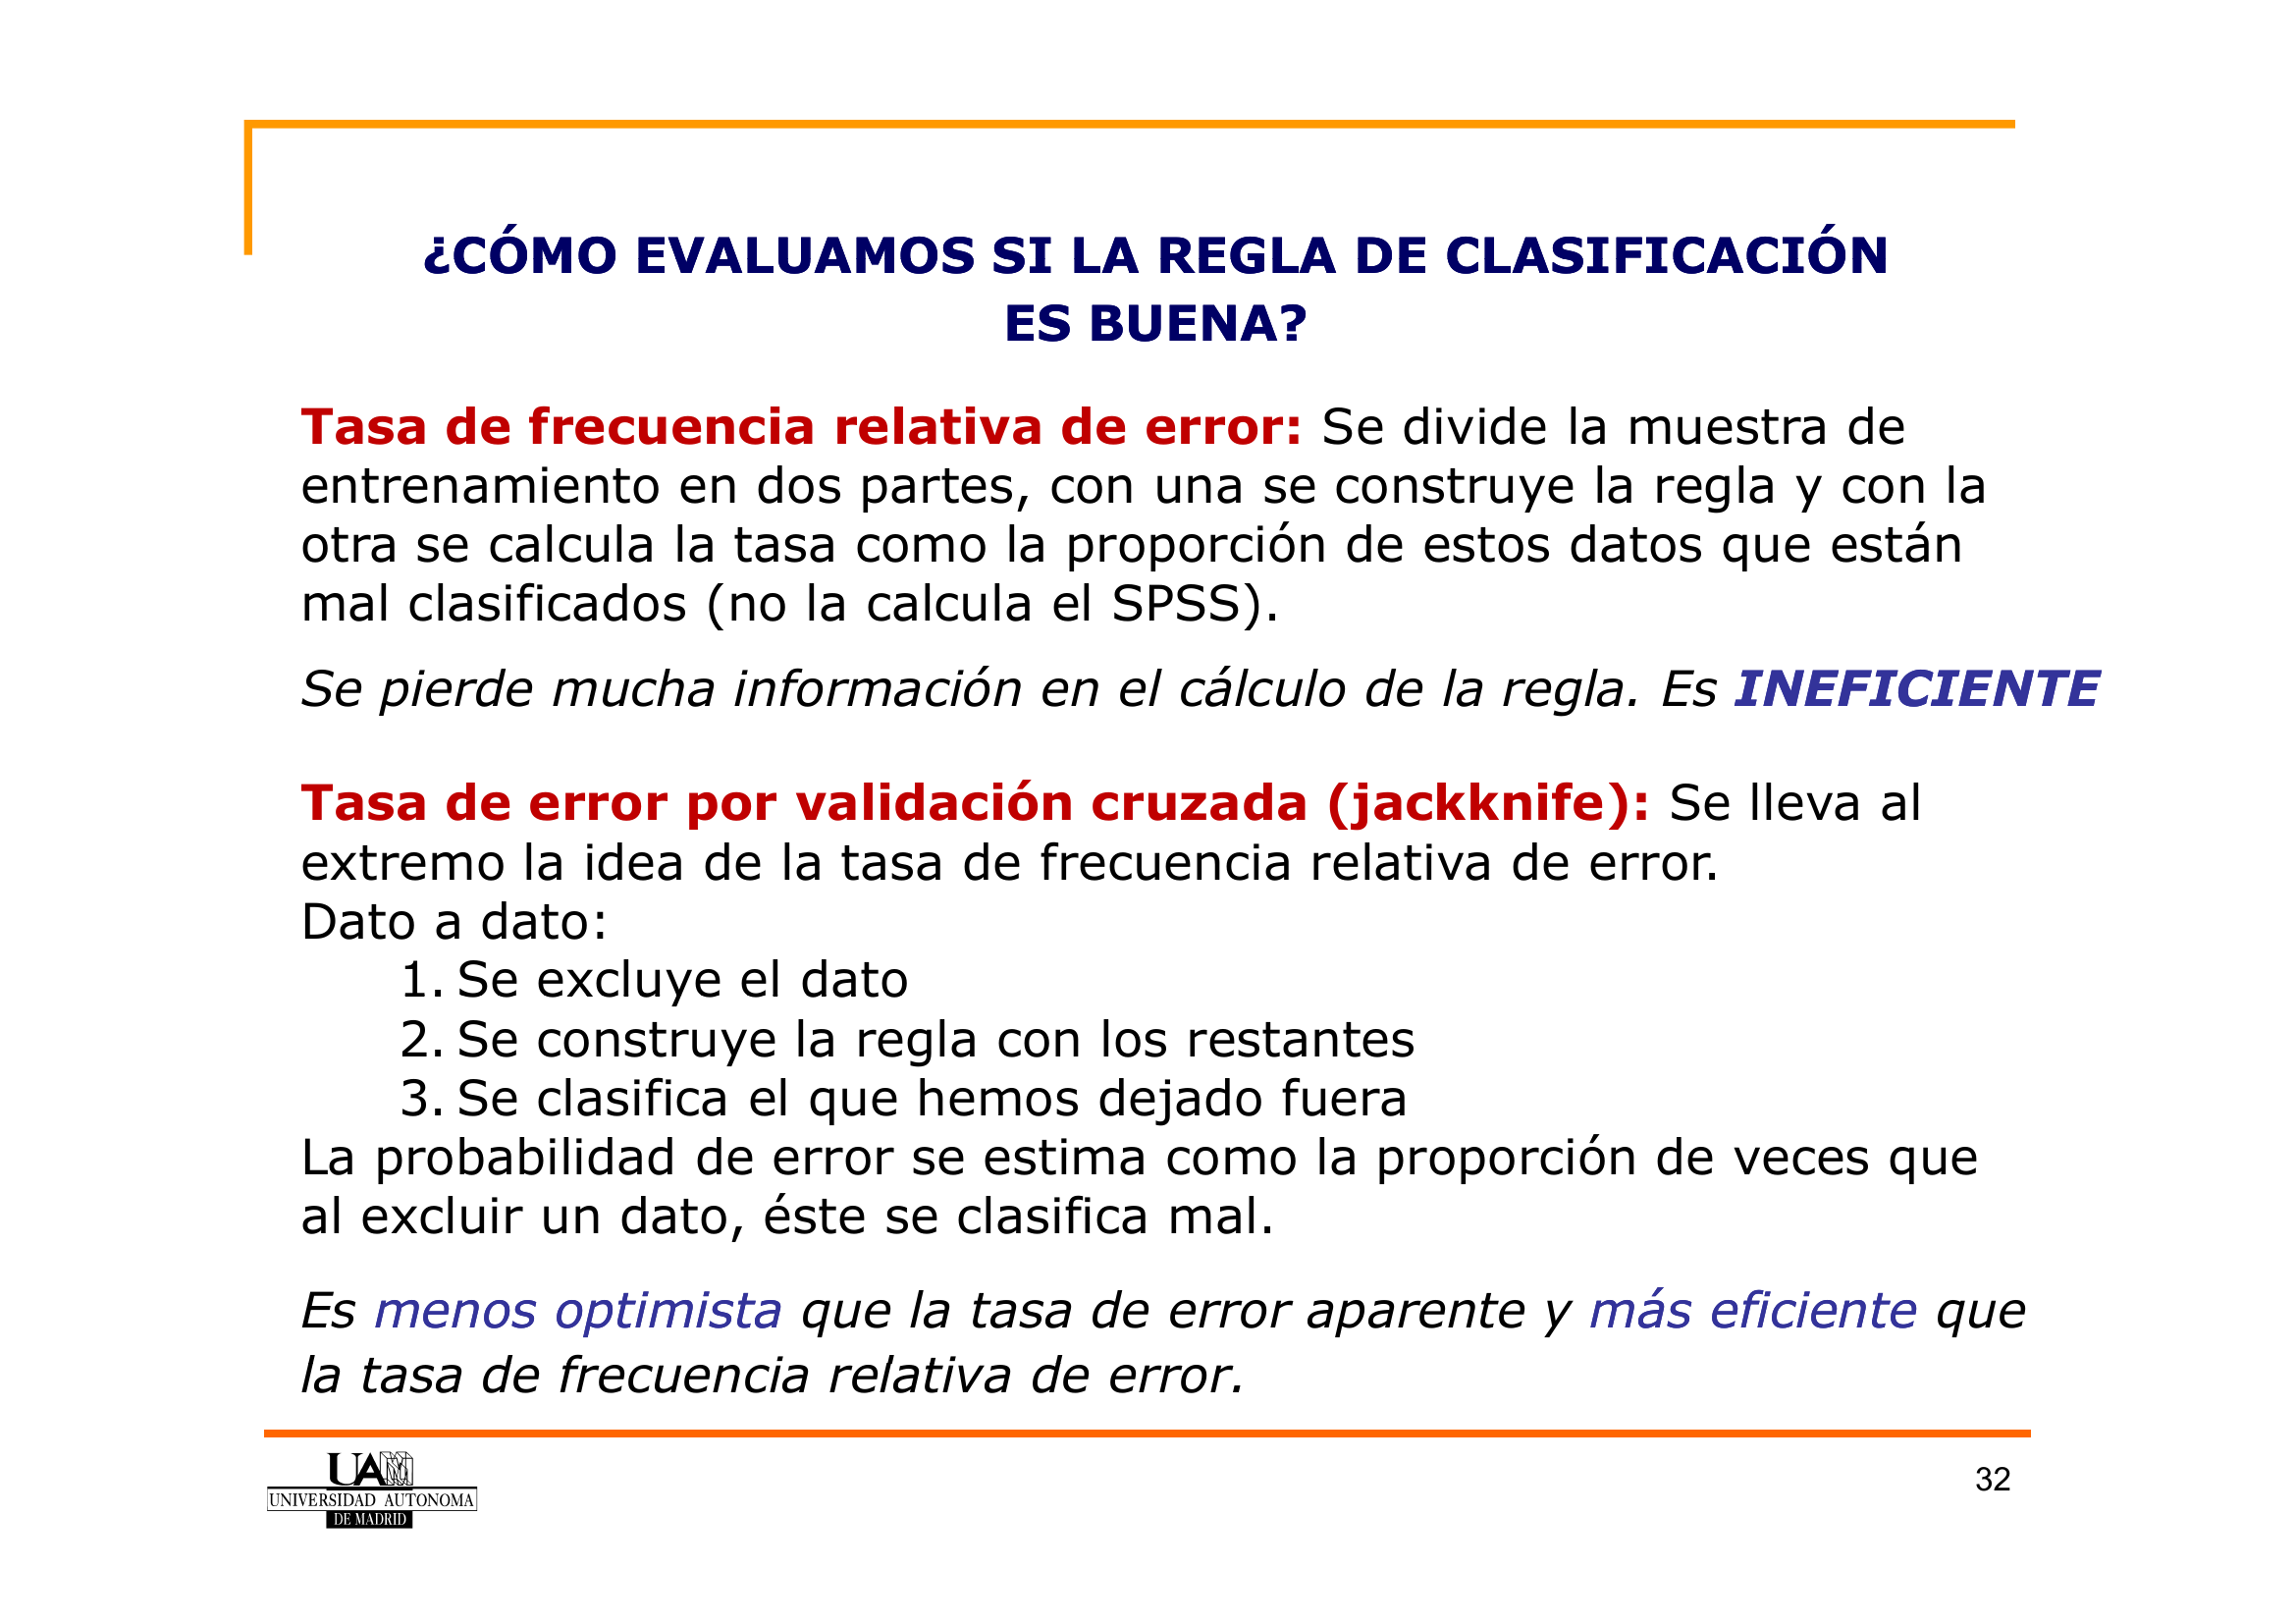 ¿CÓMO EVALUAMOS SI LA REGLA DE CLASIFICACIÓN
ES BUENA?
Tasa de frecuencia relativa de error: Se divide la muestra de
entrenamiento en dos partes, con una se construye la regla y con la
otra se calcula la tasa como la proporción de estos datos que están
mal clasificados (no la calcula el SPSS).
Se pierde mucha información en el cálculo de la regla. Es INEFICIENTE
Tasa de error por validación cruzada (jackknife): Se lleva al
extremo la idea de la tasa de frecuencia relativa de error.
Dato a dato:
1. Se excluye el dato
2. Se construye la regla con los restantes
3. Se clasifica el que hemos dejado fuera
La probabilidad de error se estima como la proporción de veces que
al excluir un dato, éste se clasifica mal.
Es menos optimista que la tasa de error aparente y más eficiente que
la tasa de frecuencia relativa de error.
UAM
UNIVERSIDAD AUTONOMA
DE MADRID
32